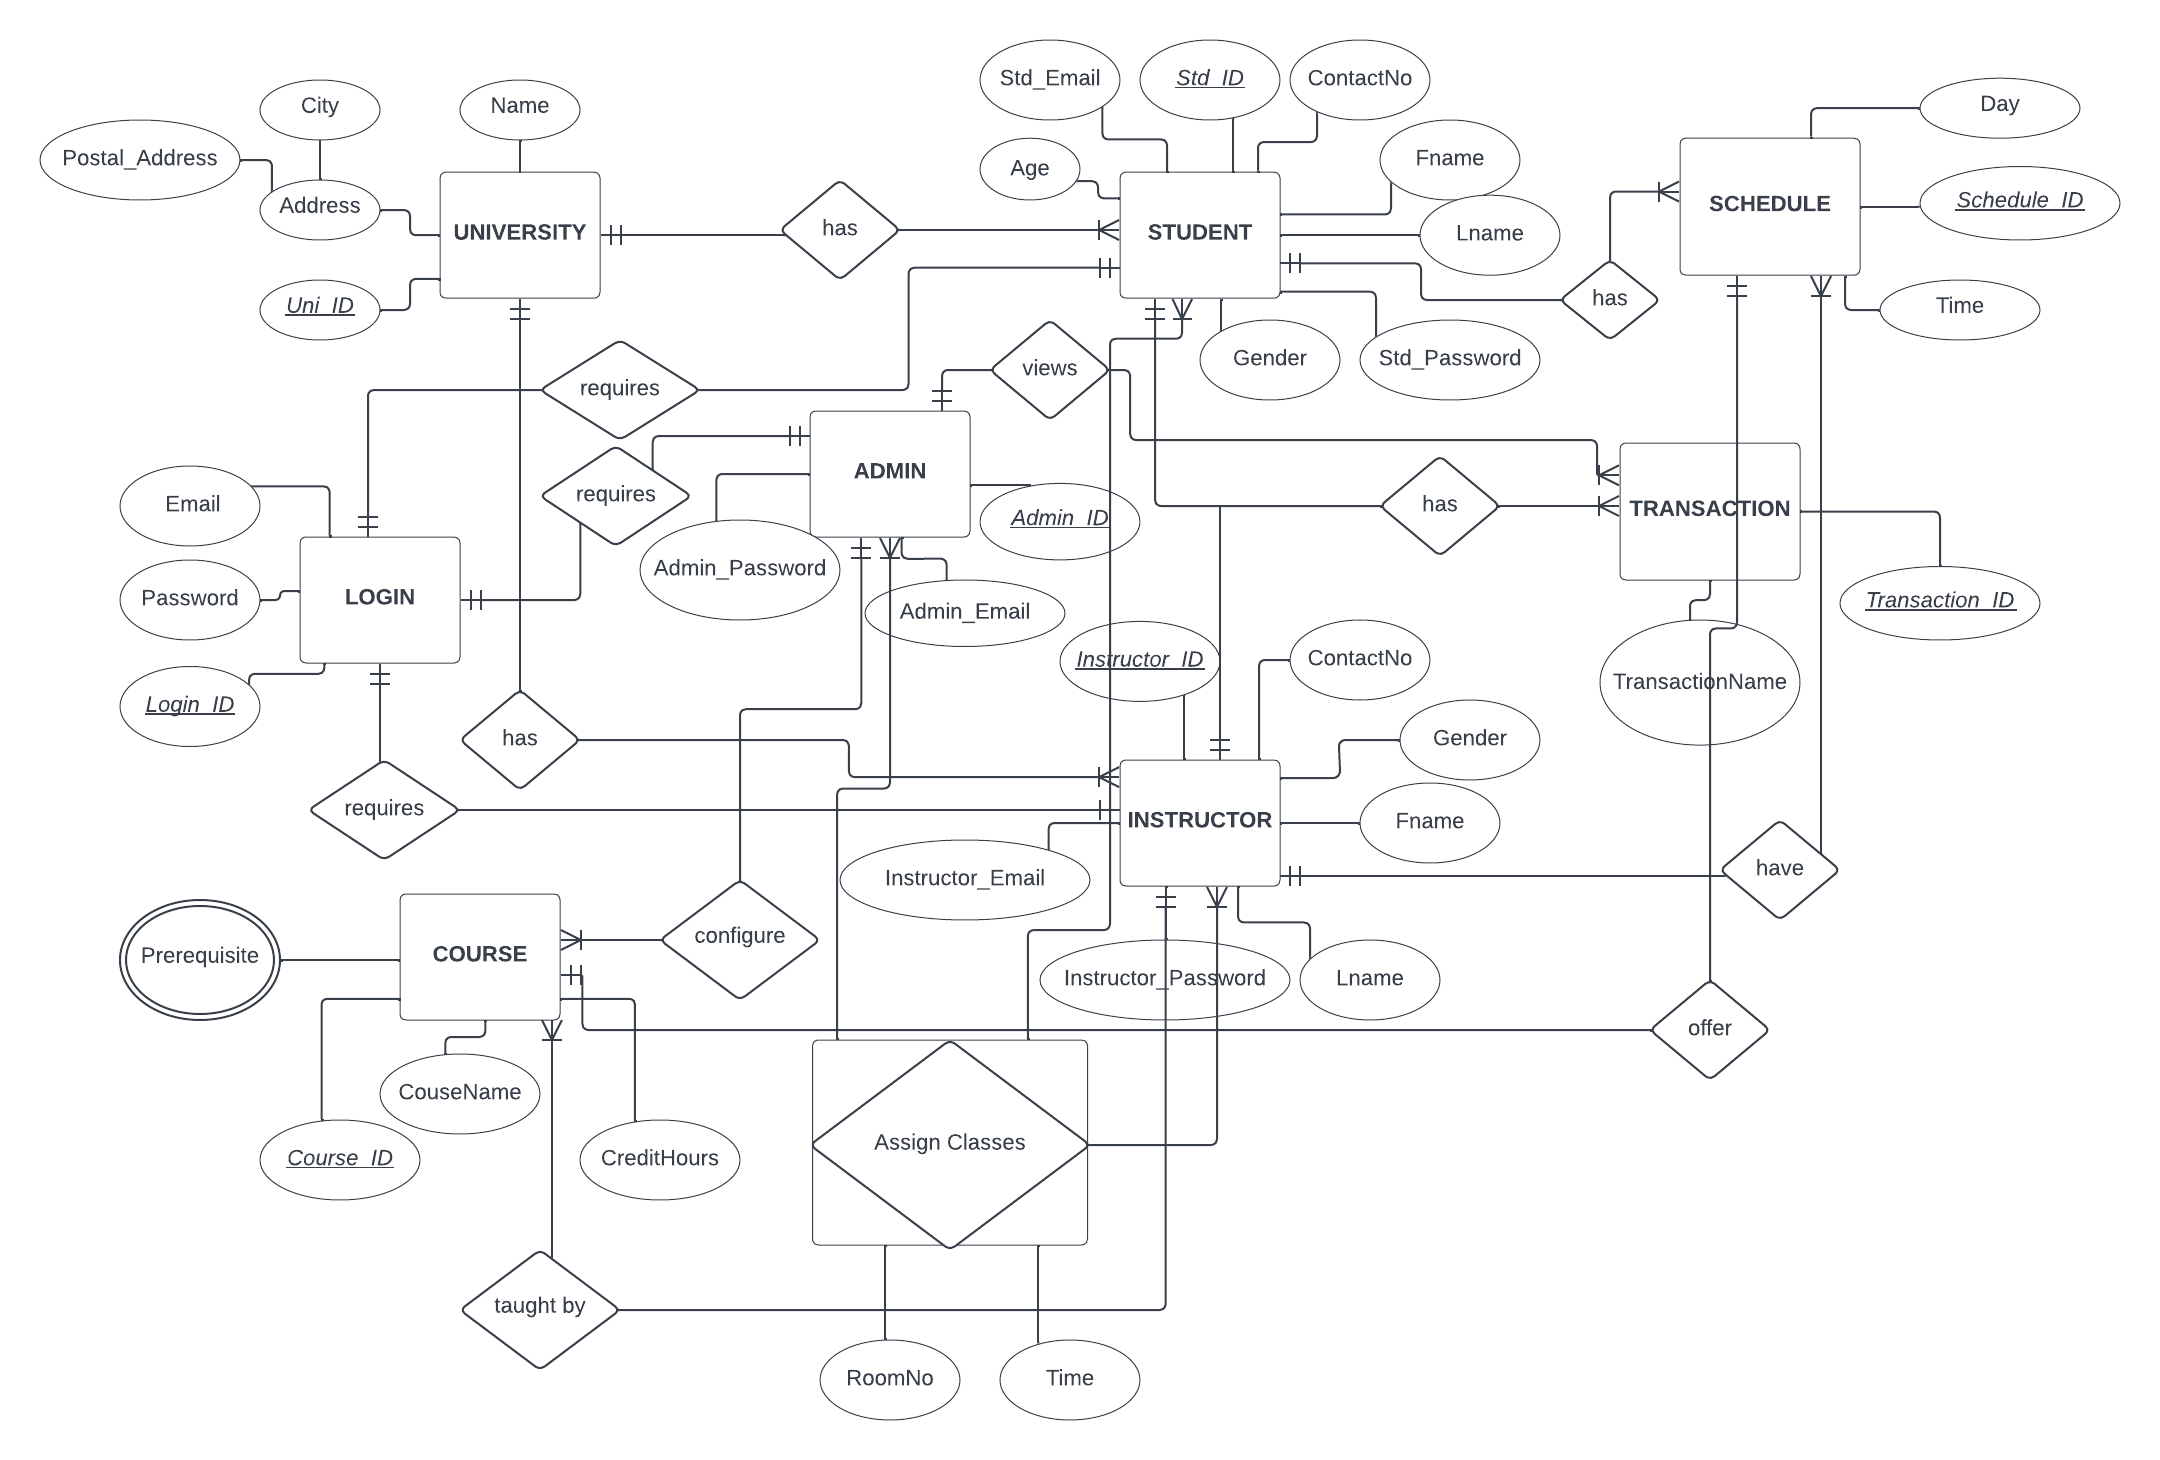 Std_Email
Std_ID
ContactNo
City
Name
Day
Postal_Address
Age
Fname
Address
UNIVERSITY
has
STUDENT
Lname
SCHEDULE
Schedule_ID
Uni_ID
has
Time
requires
views
Gender
Std_Password
requires
ADMIN
Admin_ID
has
TRANSACTION
Email
Password
LOGIN
Admin_Password
Admin_Email
Transaction_ID
Login_ID
Instructor_ID
ContactNo
TransactionName
has
Gender
requires
INSTRUCTOR
Fname
Instructor_Email
have
Prerequisite
COURSE
configure
Instructor_Password
Lname
offer
CouseName
Course_ID
CreditHours
Assign Classes
taught by
RoomNo
Time